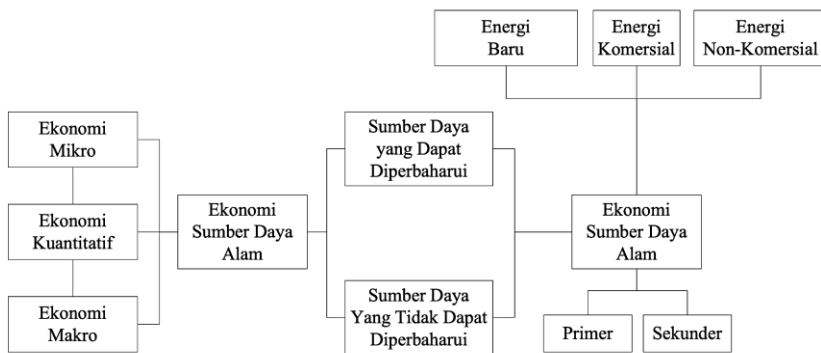 Energi
Baru
Energi
Komersial
Energi
Non-Komersial
Ekonomi
Mikro
Ekonomi
Kuantitatif
Ekonomi
Makro
Ekonomi
Sumber Daya
Alam
Sumber Daya
yang Dapat
Diperbaharui
Sumber Daya
Yang Tidak Dapat
Diperbaharui
Ekonomi
Sumber Daya
Alam
Primer
Sekunder